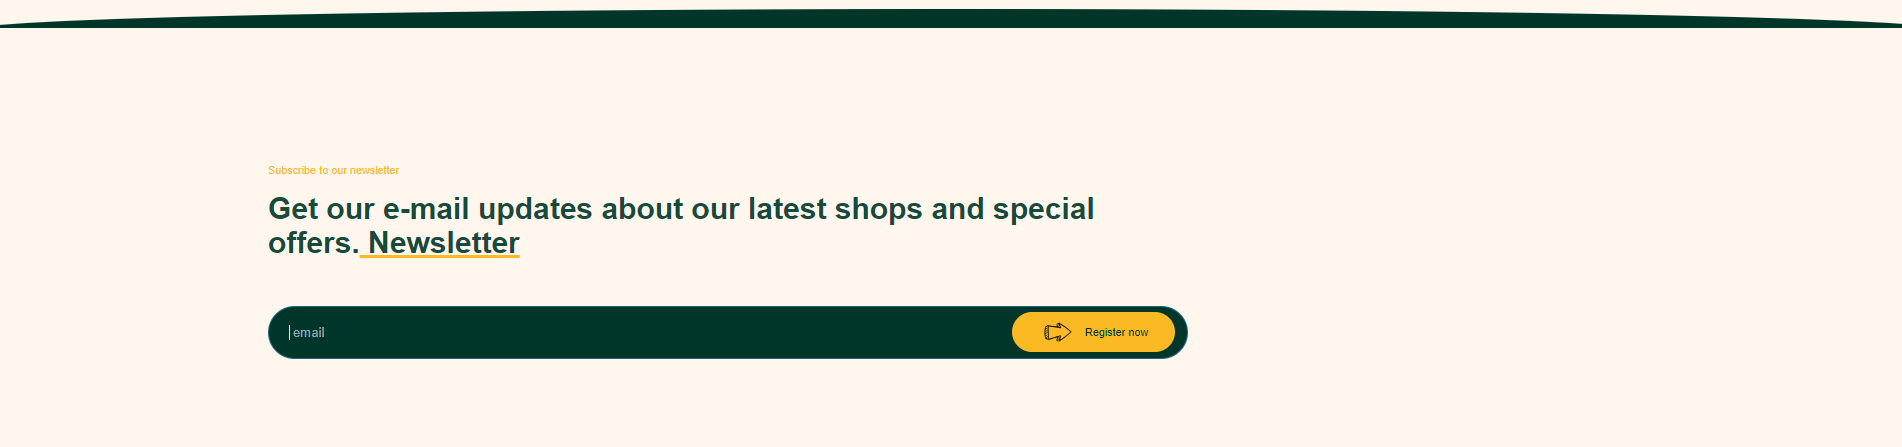 Subscribe to our newsletter
Get our e-mail updates about our latest shops and special
offers. Newsletter
email
Register now